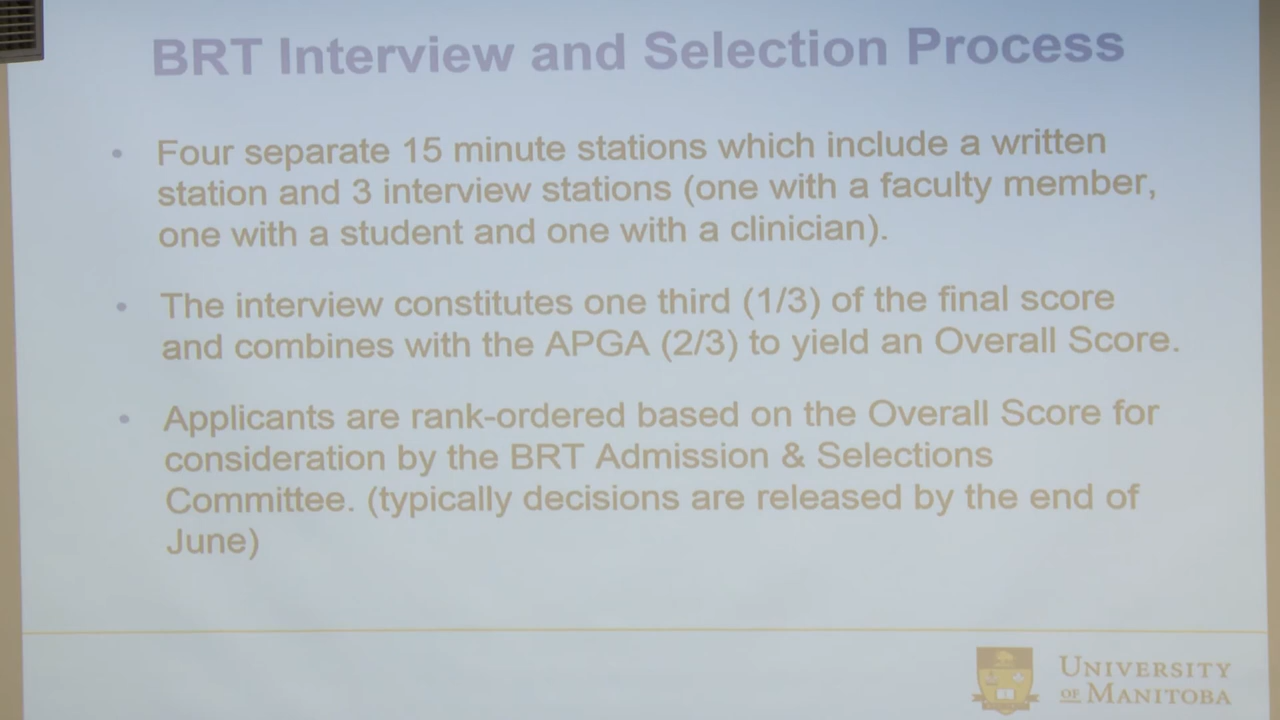 BRT Interview and Selection Process
• Four separate 15 minute stations which include a written
station and 3 interview stations (one with a faculty member,
one with a student and one with a clinician).
• The interview constitutes one third (1/3) of the final score
and combines with the APGA (2/3) to yield an Overall Score.
• Applicants are rank-ordered based on the Overall Score for
consideration by the BRT Admission & Selections
Committee. (typically decisions are released by the end of
June)
UNIVERSITY
OF MANITOBA